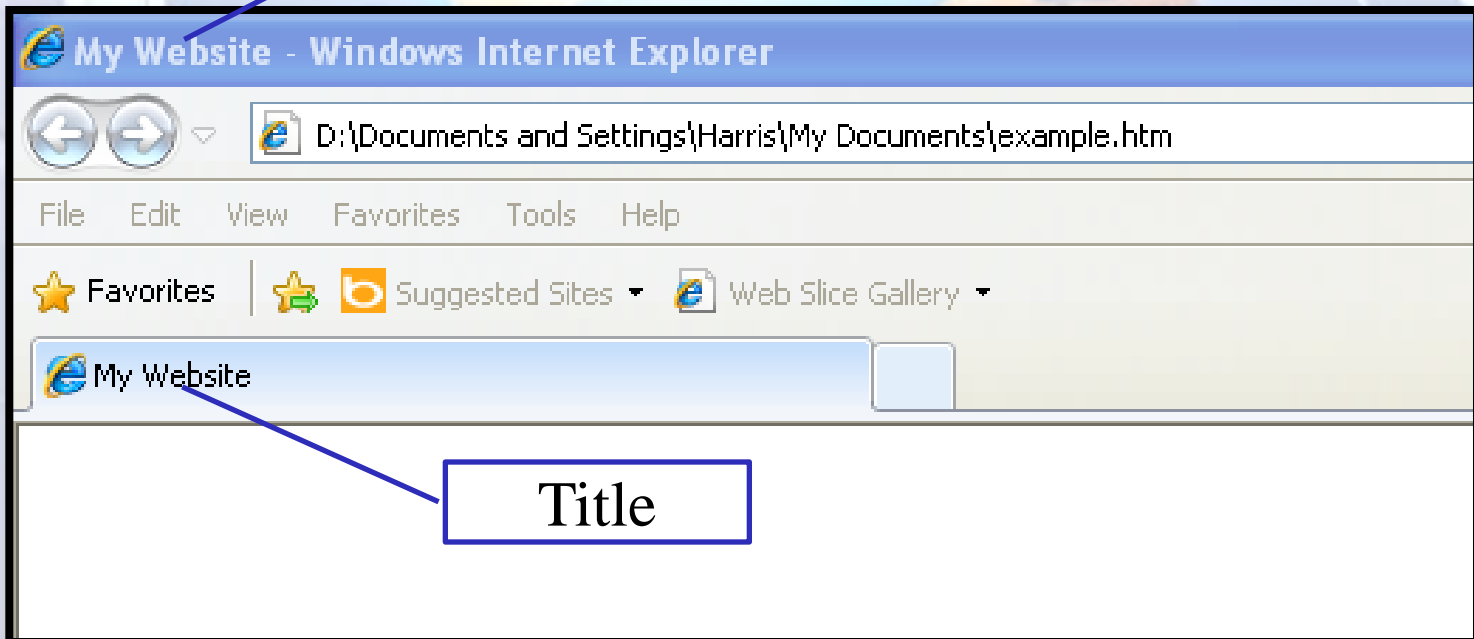 My Website - Windows Internet Explorer
D:\Documents and Settings\Harris\My Documents\example.htm
File Edit View Favorites Tools Help
Favorites Suggested Sites Web Slice Gallery
My Website
Title